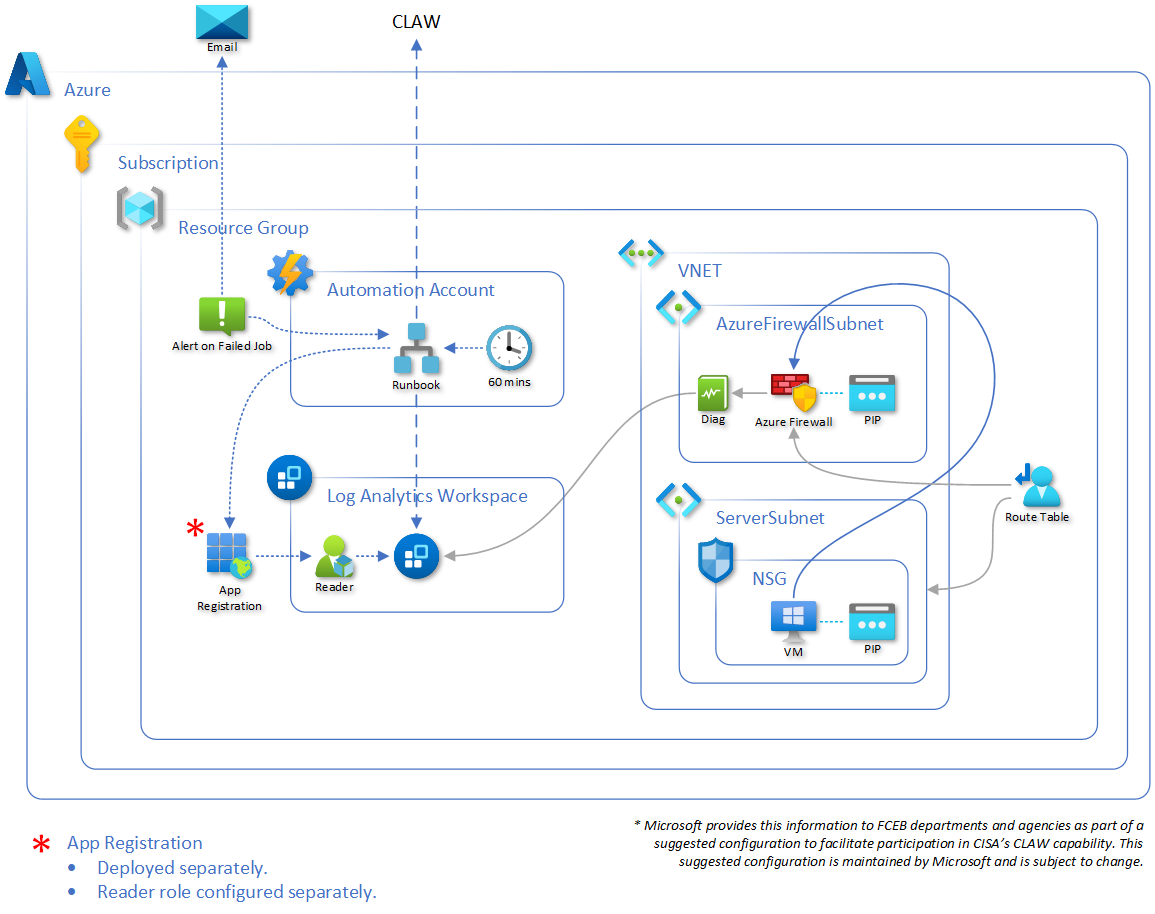 CLAW
Email
Azure
Subscription
Resource Group
Automation Account
VNET
AzureFirewallSubnet
Alert on Failed Job
Runbook
60 mins
Diag
Azure Firewall
PIP
Log Analytics Workspace
ServerSubnet
Route Table
NSG
App
Registration
Reader
VM
PIP
* App Registration
• Deployed separately.
• Reader role configured separately.
* Microsoft provides this information to FCEB departments and agencies as part of a
suggested configuration to facilitate participation in CISA's CLAW capability. This
suggested configuration is maintained by Microsoft and is subject to change.